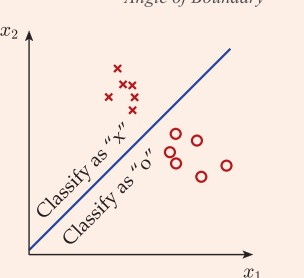 Angle of Boundary
x₂
Classify as "x"
Classify as "o"
x₁